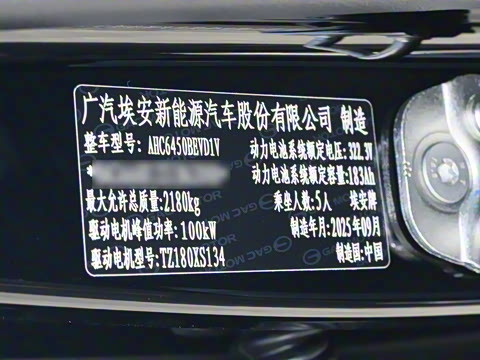 广汽埃安新能源汽车股份有限公司 制造
整车型号: AHC6450BEVD1V 动力电池系统额定电压: 322.3V
* 动力电池系统额定容量: 183Ah
最大允许总质量: 2180kg 乘坐人数: 5人 埃安牌
驱动电机峰值功率: 100kW 制造年月: 2025年09月
驱动电机型号: TZ180XS134 制造国: 中国
GAC MOTOR